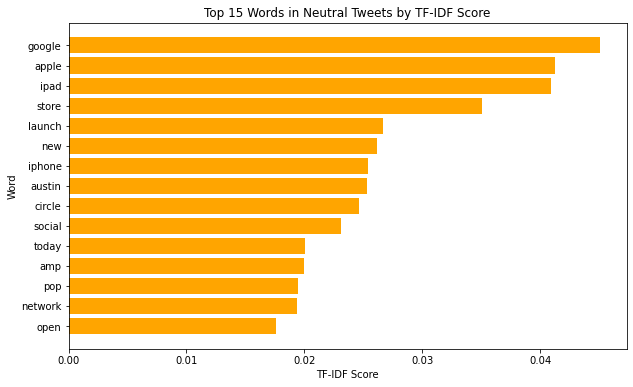 Top 15 Words in Neutral Tweets by TF-IDF Score
google
apple
ipad
store
launch
new
iphone
austin
circle
social
today
amp
pop
network
open
Word
0.00 0.01 0.02 0.03 0.04
TF-IDF Score